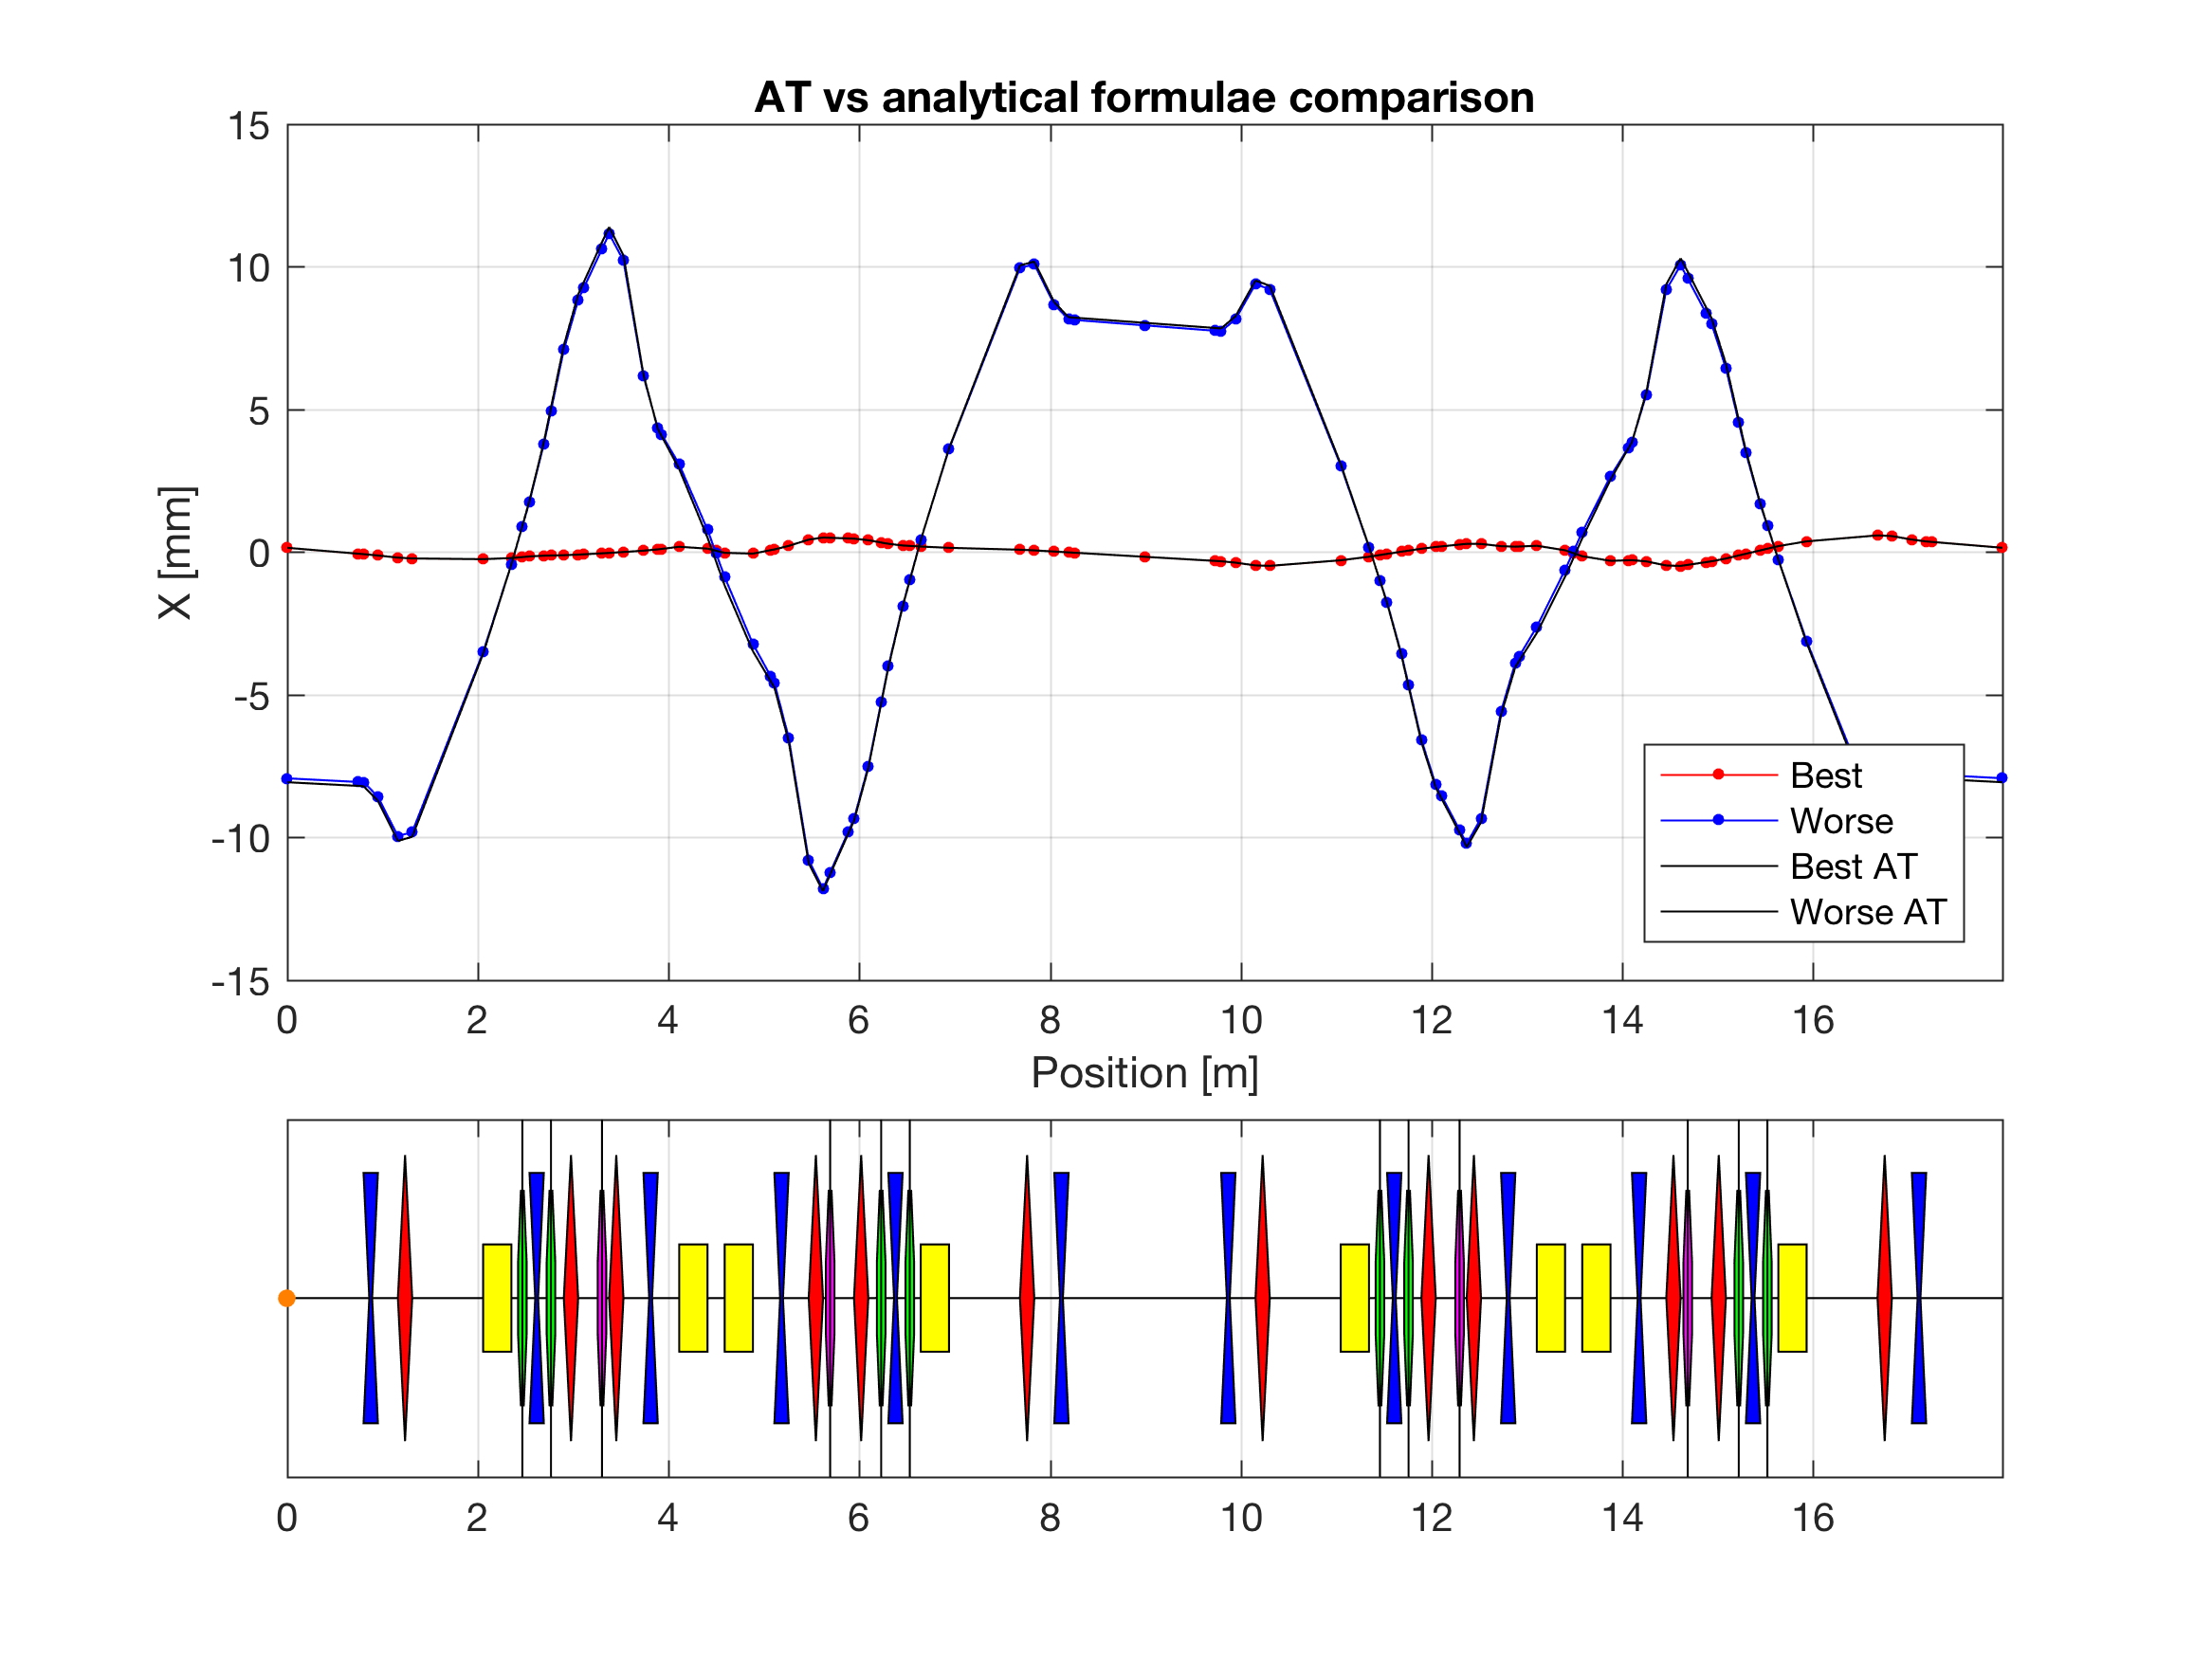 AT vs analytical formulae comparison
15
10
5
0
-5
-10
-15
X [mm]
0 2 4 6 8 10 12 14 16
Position [m]
Best
Worse
Best AT
Worse AT
0 2 4 6 8 10 12 14 16